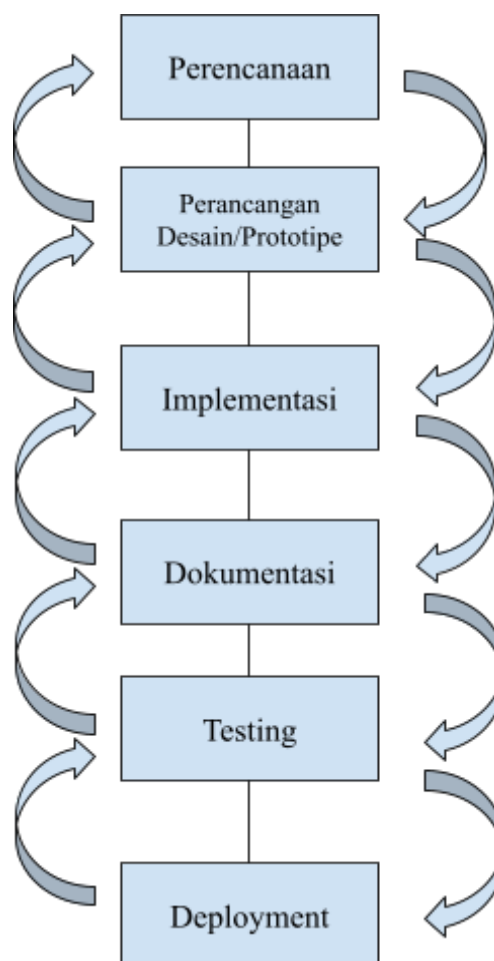 Perencanaan
Perancangan
Desain/Prototipe
Implementasi
Dokumentasi
Testing
Deployment